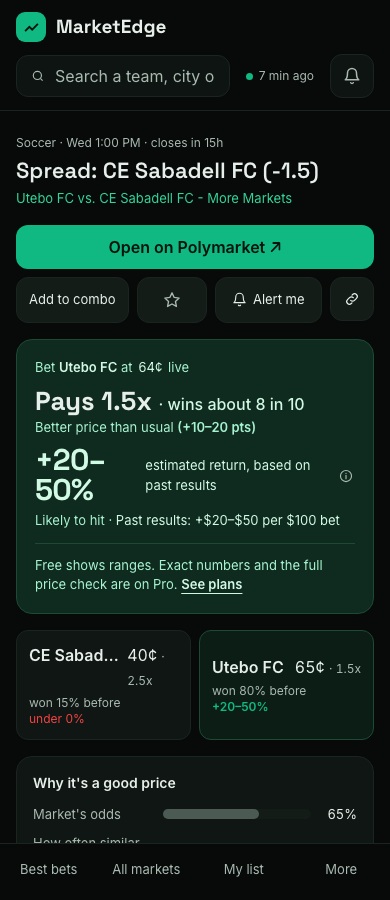 MarketEdge
Search a team, city o
7 min ago
Soccer · Wed 1:00 PM · closes in 15h
Spread: CE Sabadell FC (-1.5)
Utebo FC vs. CE Sabadell FC - More Markets
Open on Polymarket ↗
Add to combo
Alert me
Bet Utebo FC at 64¢ live
Pays 1.5x · wins about 8 in 10
Better price than usual (+10–20 pts)
+20–
50%
estimated return, based on
past results
Likely to hit · Past results: +$20–$50 per $100 bet
Free shows ranges. Exact numbers and the full
price check are on Pro. See plans
CE Sabad... 40¢ ·
2.5x
won 15% before
under 0%
Utebo FC 65¢ · 1.5x
won 80% before
+20–50%
Why it's a good price
Market's odds 65%
How often similar
Best bets All markets My list More